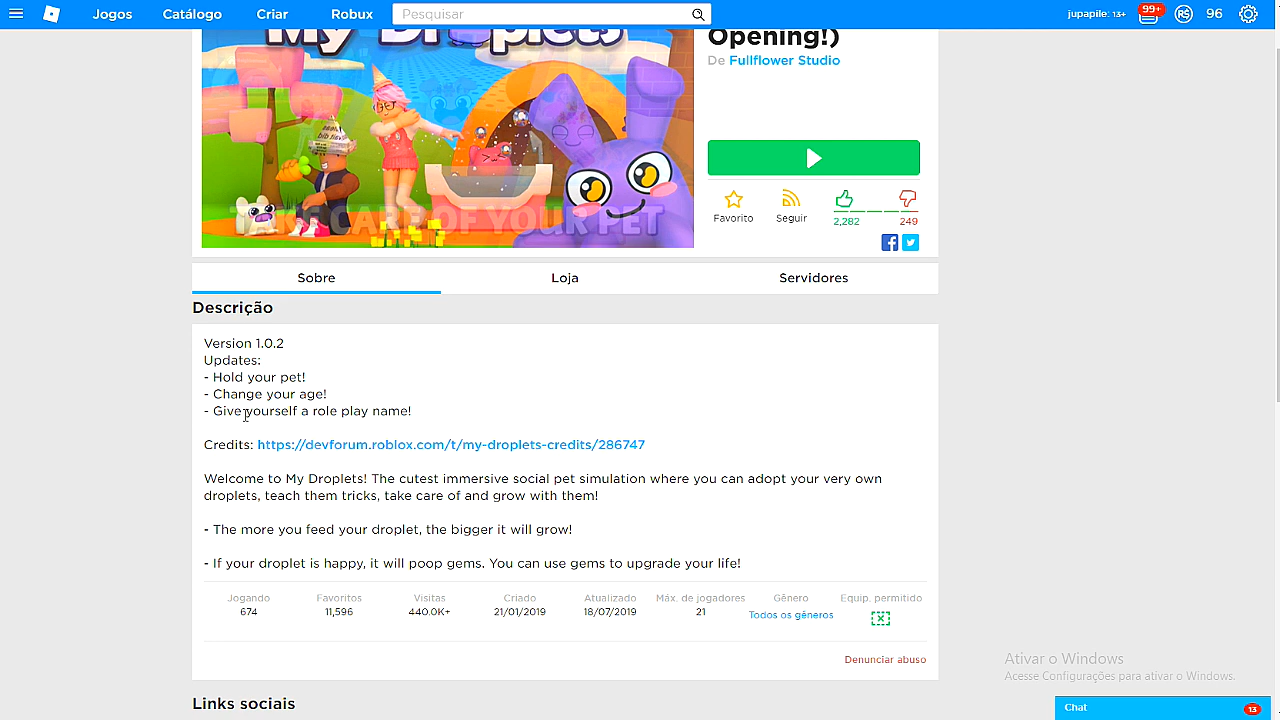 Jogos
Catálogo
Criar
Robux
Pesquisar
jupapile: 13+
99+
96
My Droplets
TAKE CARE OF YOUR PET
Opening!)
De Fullflower Studio
Favorito
Seguir
2,282
249
Sobre
Loja
Servidores
Descrição
Version 1.0.2
Updates:
- Hold your pet!
- Change your age!
- Give yourself a role play name!
Credits: https://devforum.roblox.com/t/my-droplets-credits/286747
Welcome to My Droplets! The cutest immersive social pet simulation where you can adopt your very own
droplets, teach them tricks, take care of and grow with them!
- The more you feed your droplet, the bigger it will grow!
- If your droplet is happy, it will poop gems. You can use gems to upgrade your life!
Jogando
Favoritos
Visitas
Criado
Atualizado
Máx. de jogadores
Gênero
Equip. permitido
674
11,596
440.0K+
21/01/2019
18/07/2019
21
Todos os gêneros
Denunciar abuso
Links sociais
Ativar o Windows
Acesse Configurações para ativar o Windows.
Chat
13